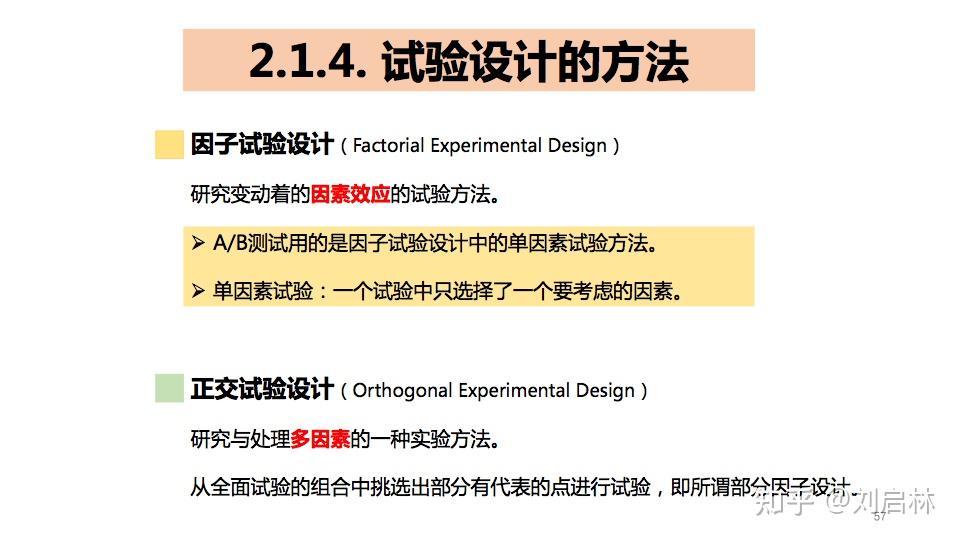 2.1.4. 试验设计的方法
因子试验设计（Factorial Experimental Design）
研究变动着的因素效应的试验方法。
➢ A/B测试用的是因子试验设计中的单因素试验方法。
➢ 单因素试验：一个试验中只选择了一个要考虑的因素。
正交试验设计（Orthogonal Experimental Design）
研究与处理多因素的一种实验方法。
从全面试验的组合中挑选出部分有代表的点进行试验，即所谓部分因子设计。
知乎 @刘启林
57